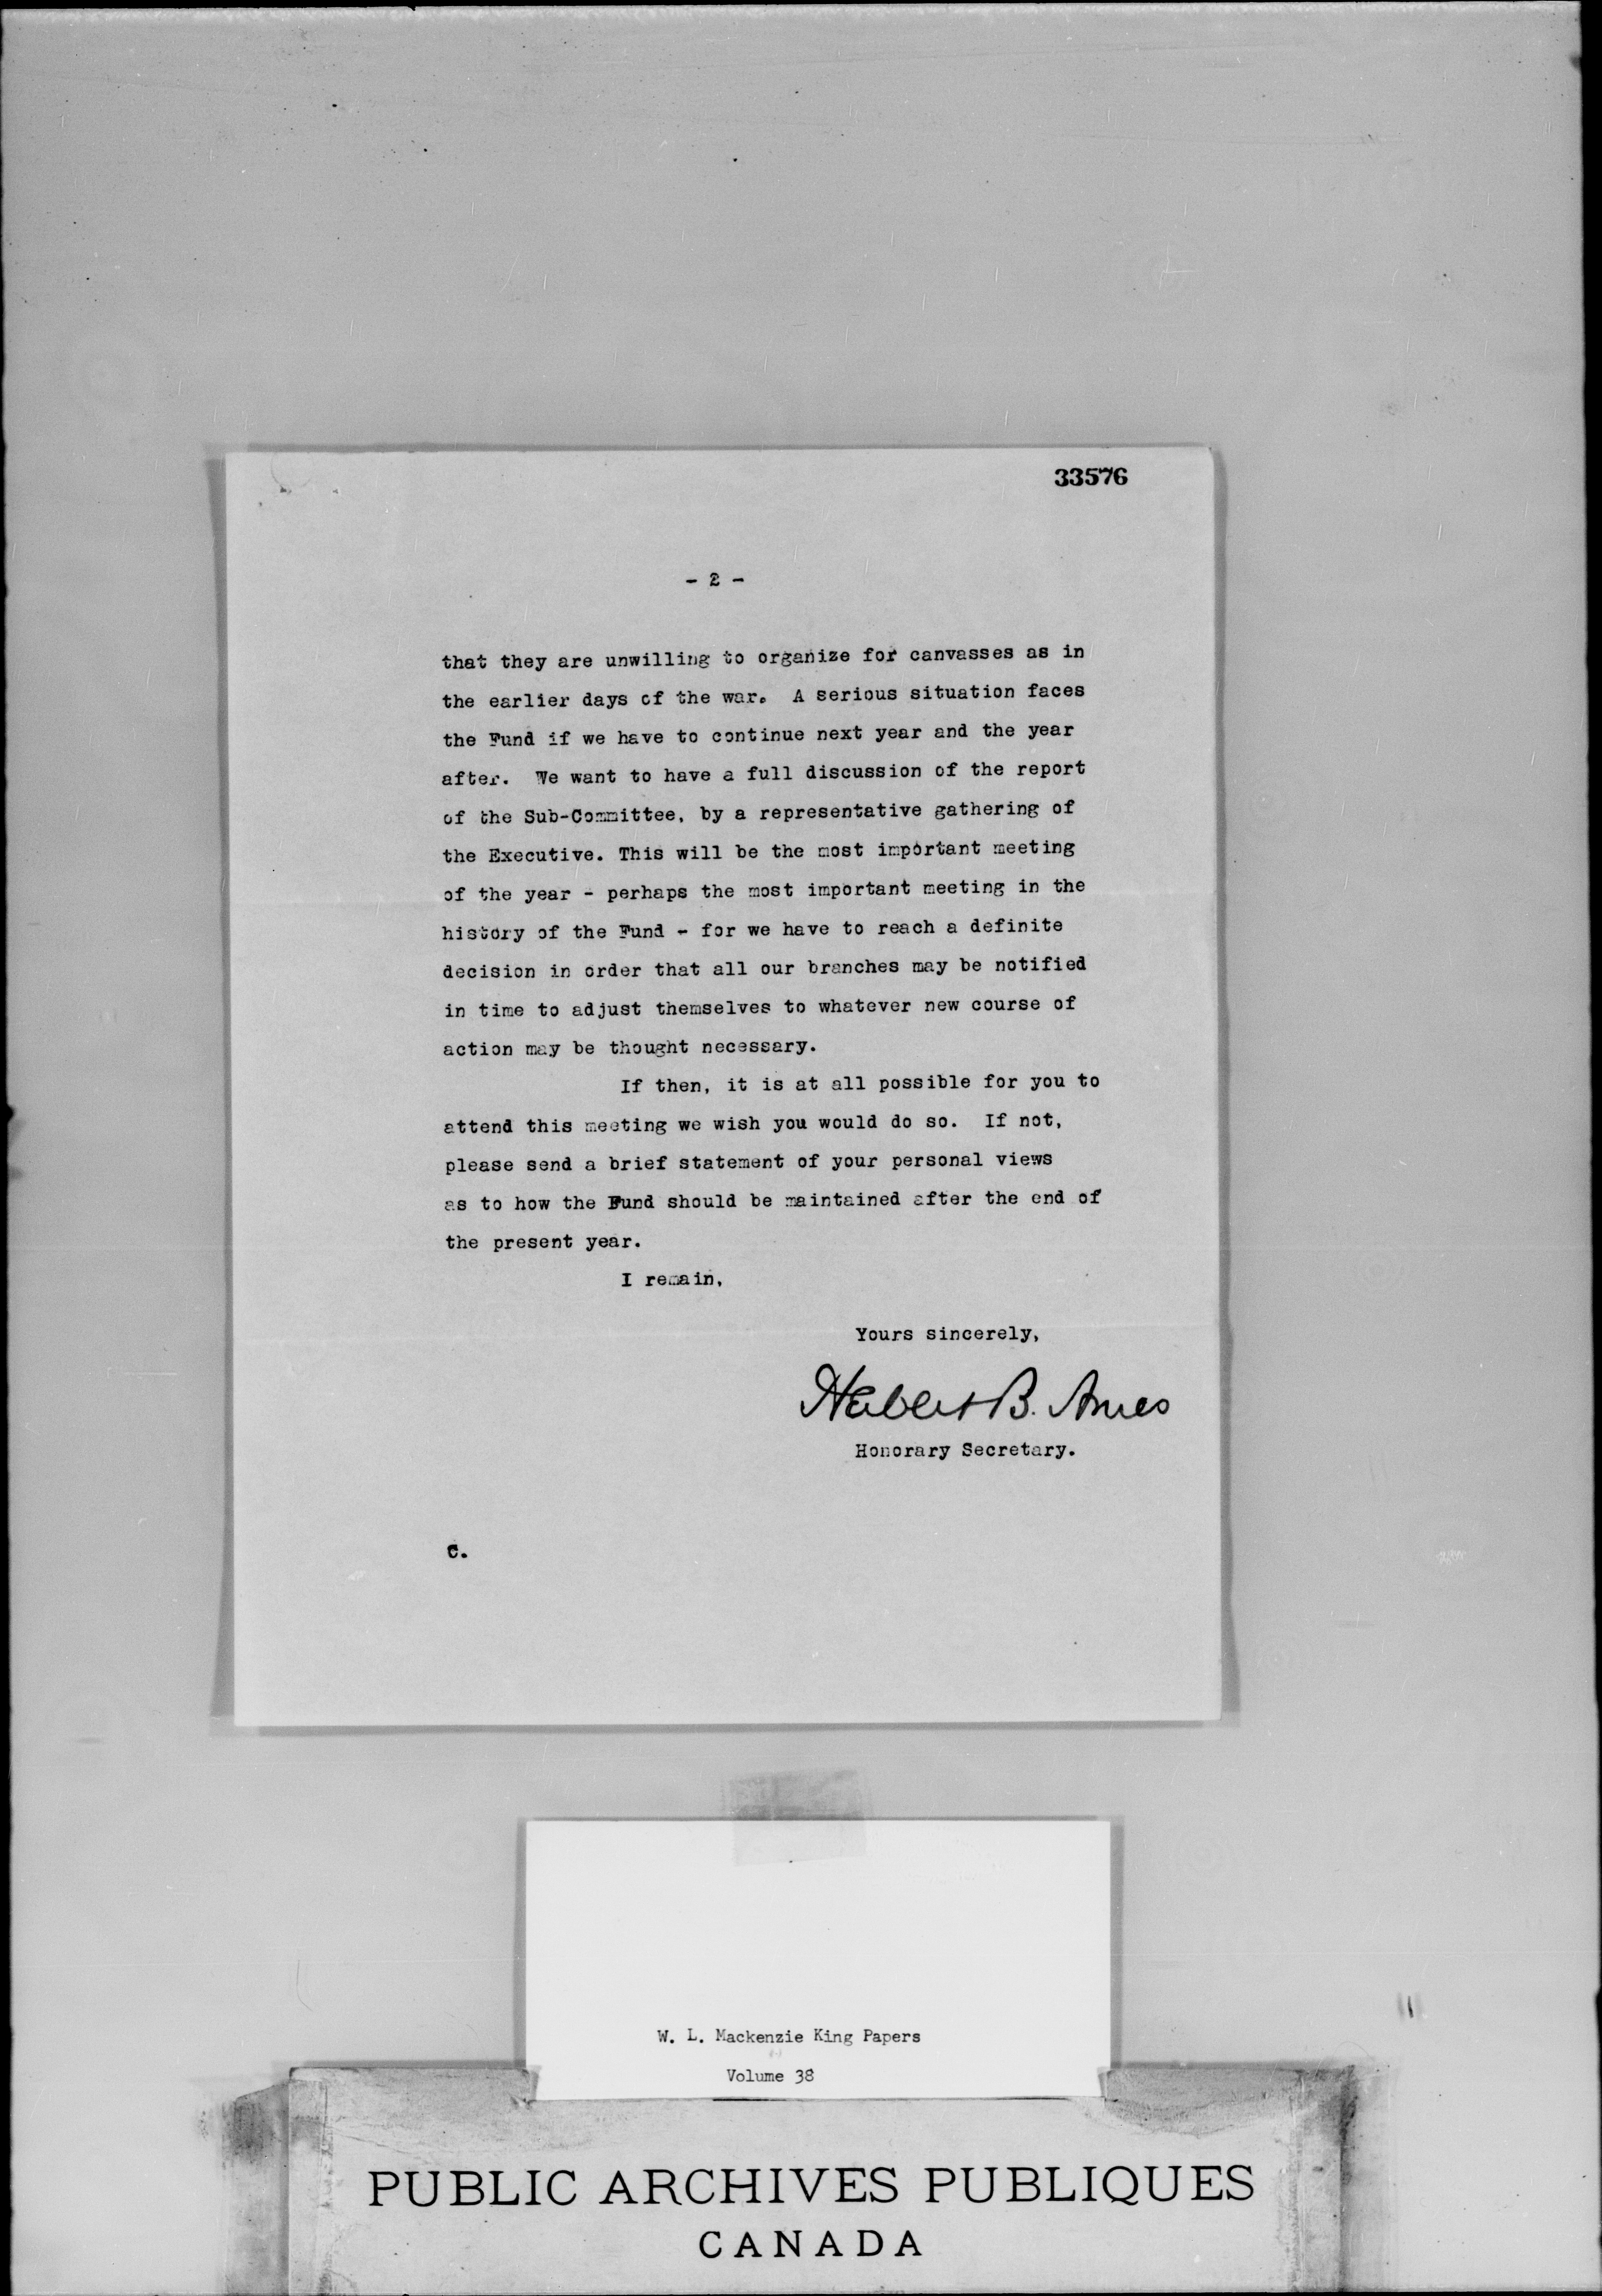 33576
- 2 -
that they are unwilling to organize for canvasses as in
the earlier days of the war. A serious situation faces
the Fund if we have to continue next year and the year
after. We want to have a full discussion of the report
of the Sub-Committee, by a representative gathering of
the Executive. This will be the most important meeting
of the year - perhaps the most important meeting in the
history of the Fund - for we have to reach a definite
decision in order that all our branches may be notified
in time to adjust themselves to whatever new course of
action may be thought necessary.
If then, it is at all possible for you to
attend this meeting we wish you would do so. If not,
please send a brief statement of your personal views
as to how the Fund should be maintained after the end of
the present year.
I remain,
Yours sincerely,
Herbert B. Ames
Honorary Secretary.
c.
W. L. Mackenzie King Papers
Volume 38
PUBLIC ARCHIVES PUBLIQUES
CANADA